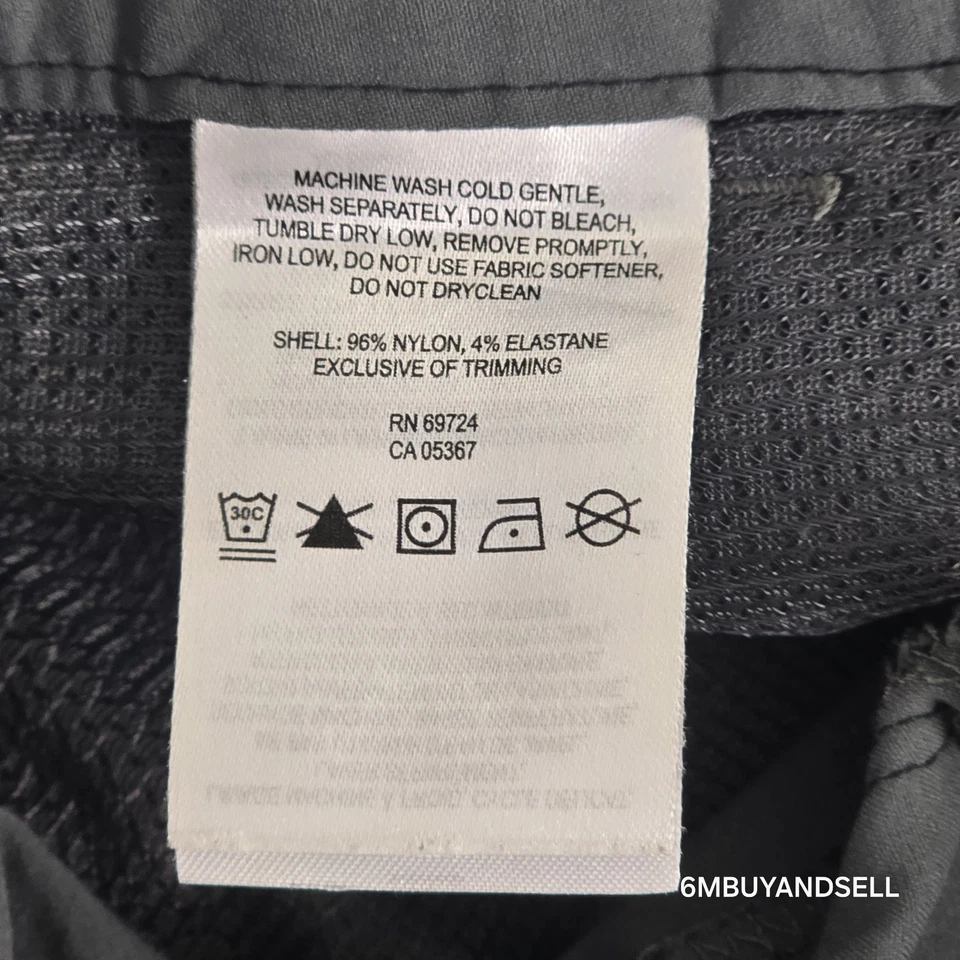 MACHINE WASH COLD GENTLE,
WASH SEPARATELY, DO NOT BLEACH,
TUMBLE DRY LOW, REMOVE PROMPTLY,
IRON LOW, DO NOT USE FABRIC SOFTENER,
DO NOT DRYCLEAN
SHELL: 96% NYLON, 4% ELASTANE
EXCLUSIVE OF TRIMMING
RN 69724
CA 05367
30C
6MBUYANDSELL